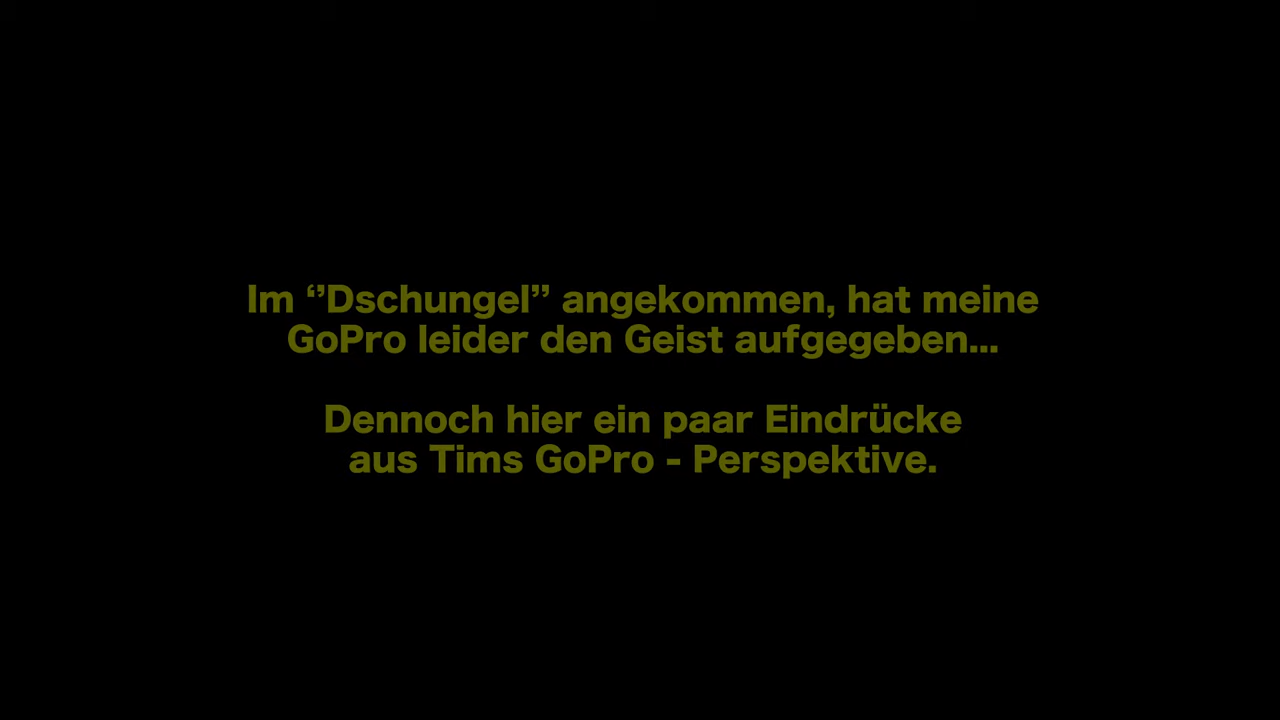 Im ‘’Dschungel’’ angekommen, hat meine
GoPro leider den Geist aufgegeben...
Dennoch hier ein paar Eindrücke
aus Tims GoPro - Perspektive.